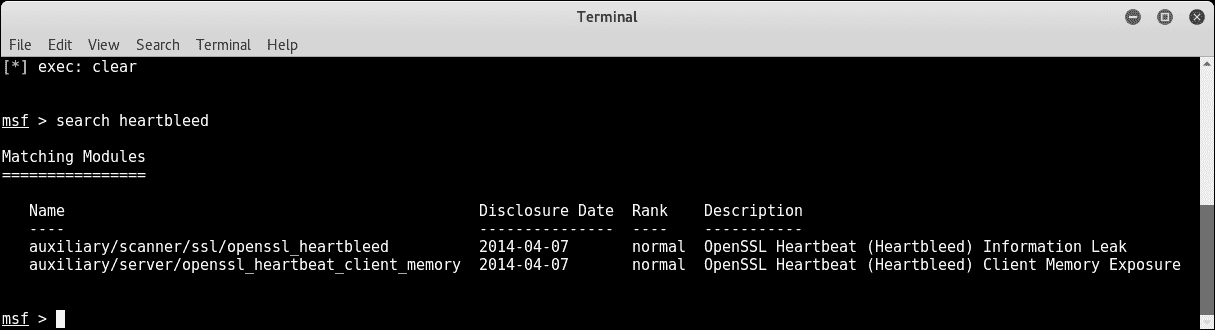 Terminal
File Edit View Search Terminal Help
[*] exec: clear
msf > search heartbleed
Matching Modules
================
Name Disclosure Date Rank Description
---- --------------- ---- -----------
auxiliary/scanner/ssl/openssl_heartbleed 2014-04-07 normal OpenSSL Heartbeat (Heartbleed) Information Leak
auxiliary/server/openssl_heartbeat_client_memory 2014-04-07 normal OpenSSL Heartbeat (Heartbleed) Client Memory Exposure
msf >